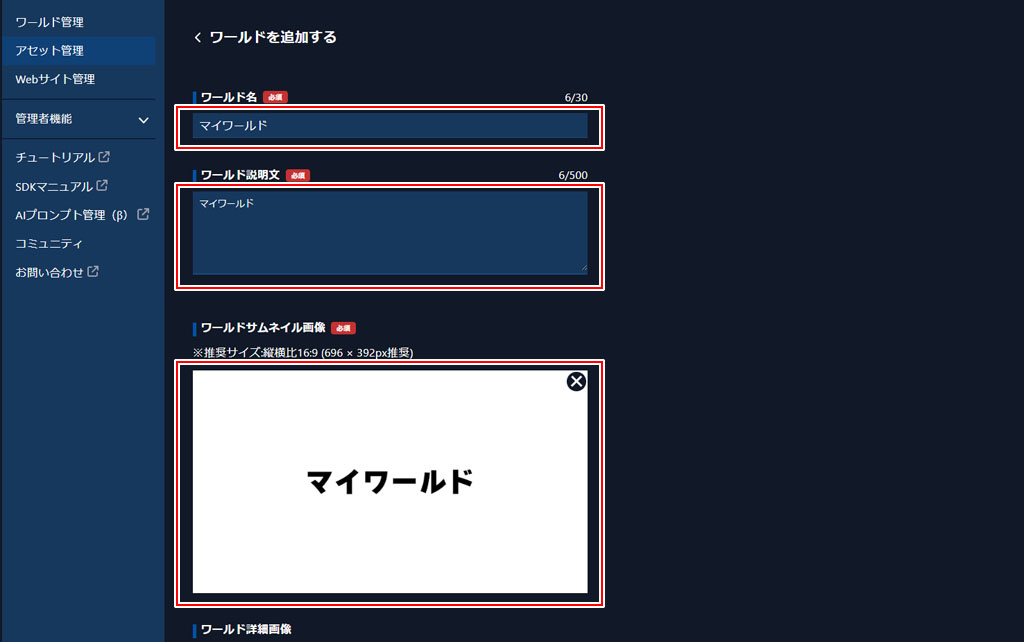 ワールド管理
アセット管理
Webサイト管理
管理者機能
チュートリアル
SDKマニュアル
AIプロンプト管理（β）
コミュニティ
お問い合わせ
ワールドを追加する
ワールド名 必須 6/30
マイワールド
ワールド説明文 必須 6/500
マイワールド
ワールドサムネイル画像 必須
※推奨サイズ:縦横比16:9 (696 × 392px推奨)
マイワールド
ワールド詳細画像